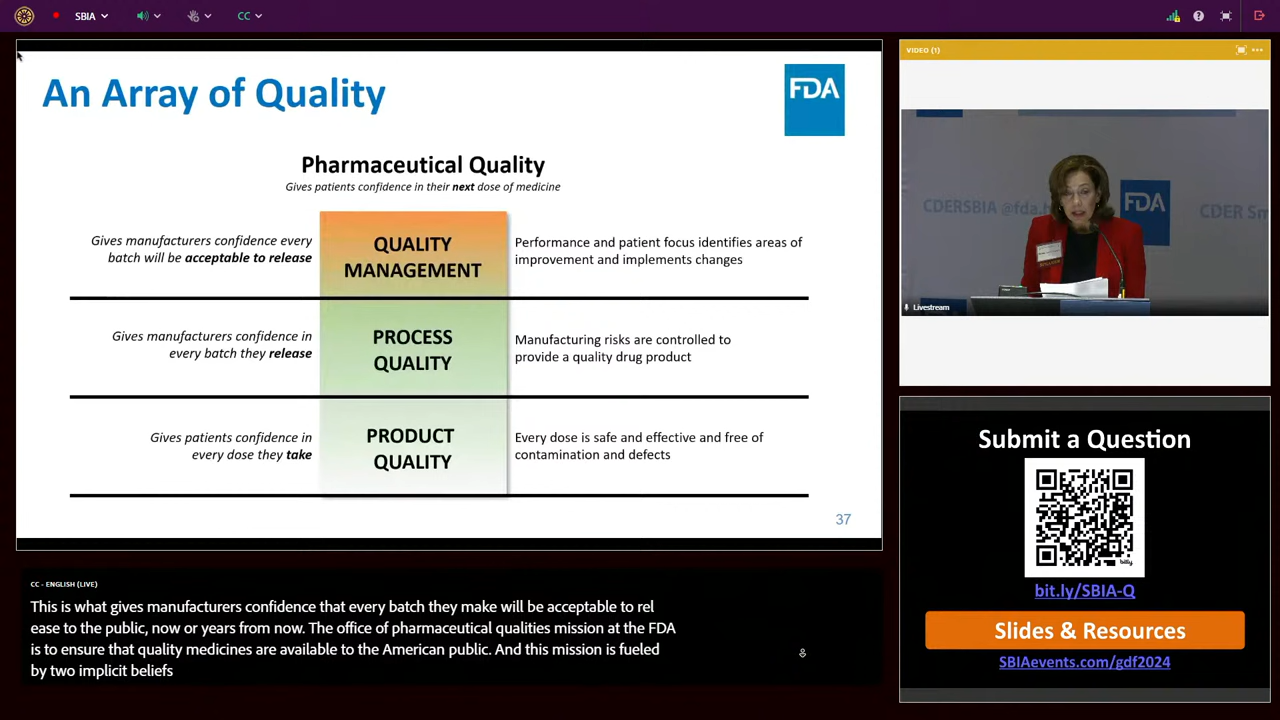 SBIA
CC
An Array of Quality
FDA
Pharmaceutical Quality
Gives patients confidence in their next dose of medicine
Gives manufacturers confidence every
batch will be acceptable to release
QUALITY
MANAGEMENT
Performance and patient focus identifies areas of
improvement and implements changes
Gives manufacturers confidence in
every batch they release
PROCESS
QUALITY
Manufacturing risks are controlled to
provide a quality drug product
Gives patients confidence in
every dose they take
PRODUCT
QUALITY
Every dose is safe and effective and free of
contamination and defects
37
CC - ENGLISH (LIVE)
This is what gives manufacturers confidence that every batch they make will be acceptable to rel
ease to the public, now or years from now. The office of pharmaceutical qualities mission at the FDA
is to ensure that quality medicines are available to the American public. And this mission is fueled
by two implicit beliefs
VIDEO (1)
CDERSBIA @fda.
FDA
CDER Sm
Livestream
Submit a Question
bitly
bit.ly/SBIA-Q
Slides & Resources
SBIAevents.com/gdf2024